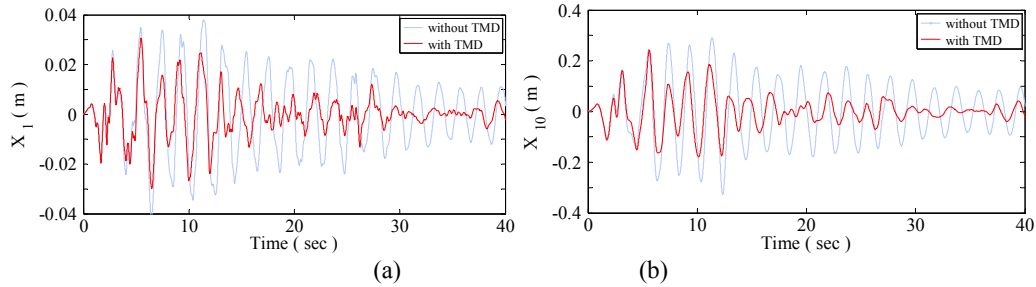 0.04
0.02
0
-0.02
-0.04
X 1 ( m )
without TMD
with TMD
0 10 20 30 40
Time ( sec )
(a)
0.4
0.2
0
-0.2
-0.4
X 10 ( m )
without TMD
with TMD
0 10 20 30 40
Time ( sec )
(b)